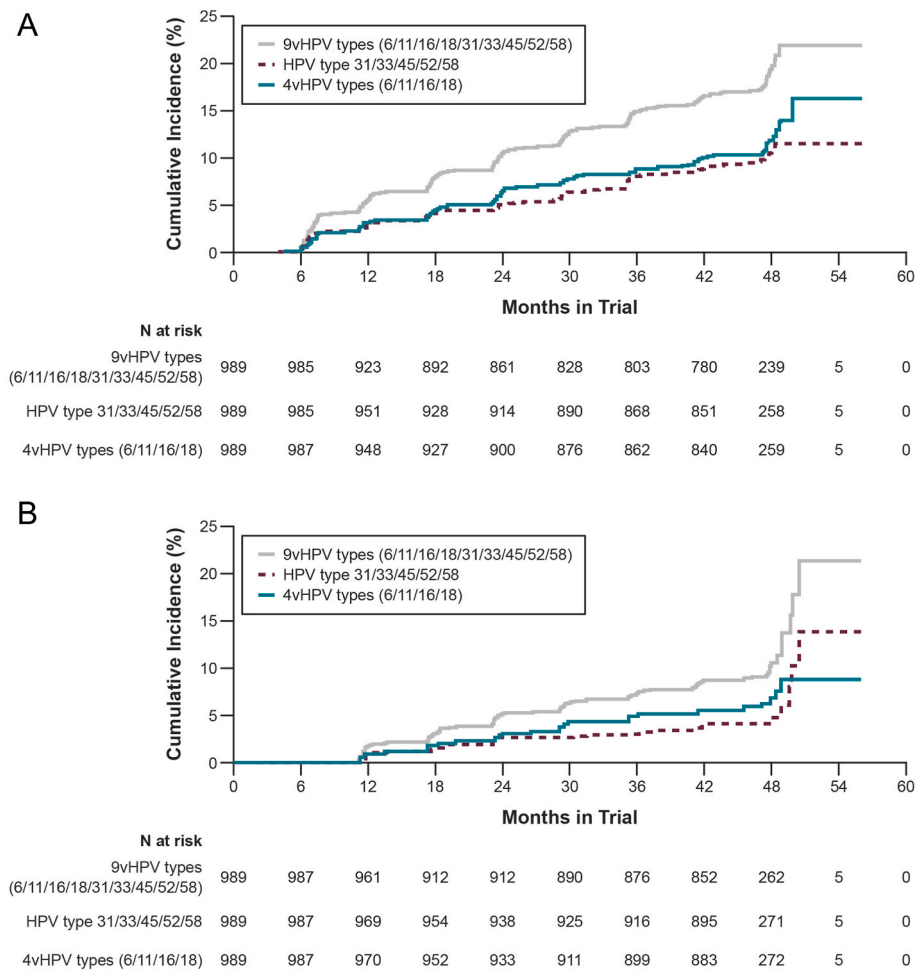 A
Cumulative Incidence (%)
25
20
15
10
5
0
9vHPV types (6/11/16/18/31/33/45/52/58)
HPV type 31/33/45/52/58
4vHPV types (6/11/16/18)
0 6 12 18 24 30 36 42 48 54 60
Months in Trial
N at risk
9vHPV types
(6/11/16/18/31/33/45/52/58) 989 985 923 892 861 828 803 780 239 5 0
HPV type 31/33/45/52/58 989 985 951 928 914 890 868 851 258 5 0
4vHPV types (6/11/16/18) 989 987 948 927 900 876 862 840 259 5 0
B
Cumulative Incidence (%)
25
20
15
10
5
0
9vHPV types (6/11/16/18/31/33/45/52/58)
HPV type 31/33/45/52/58
4vHPV types (6/11/16/18)
0 6 12 18 24 30 36 42 48 54 60
Months in Trial
N at risk
9vHPV types
(6/11/16/18/31/33/45/52/58) 989 987 961 912 912 890 876 852 262 5 0
HPV type 31/33/45/52/58 989 987 969 954 938 925 916 895 271 5 0
4vHPV types (6/11/16/18) 989 987 970 952 933 911 899 883 272 5 0